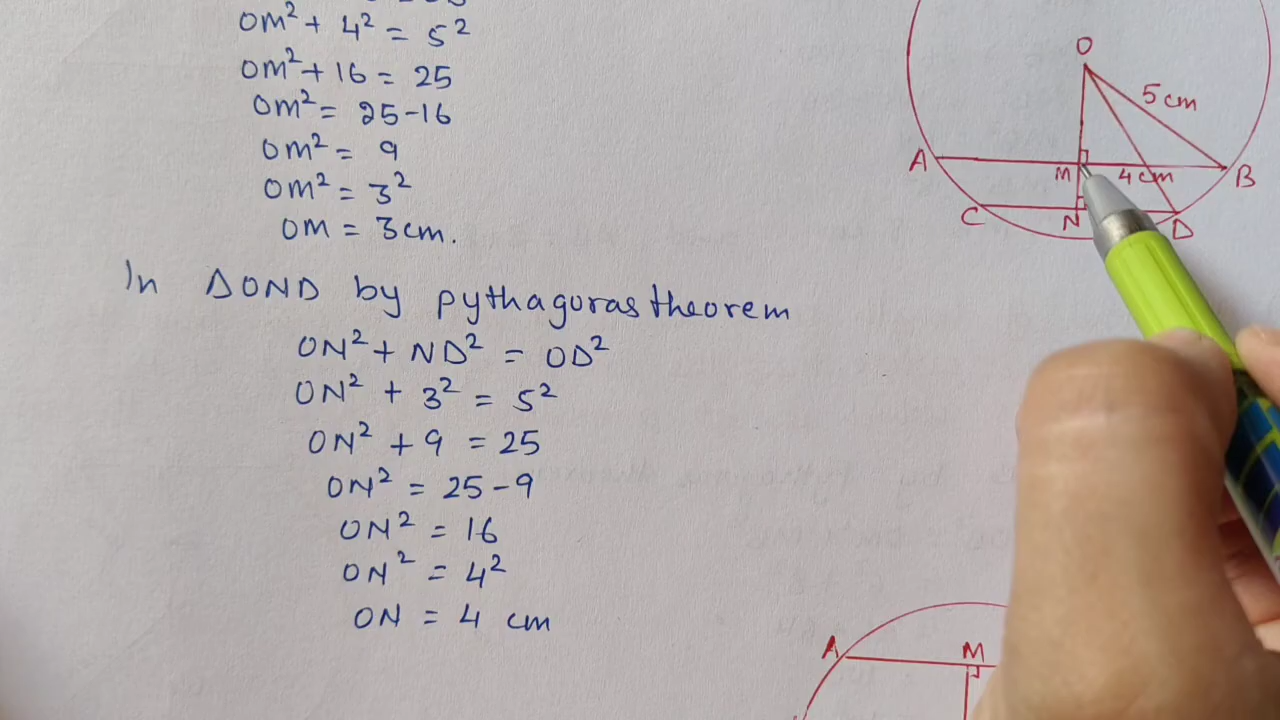 OM² + 4² = 5²
OM² + 16 = 25
OM² = 25 - 16
OM² = 9
OM² = 3²
OM = 3cm.
In ΔOND by pythagoras theorem
ON² + ND² = OD²
ON² + 3² = 5²
ON² + 9 = 25
ON² = 25 - 9
ON² = 16
ON² = 4²
ON = 4 cm
O
5cm
A
M
4cm
B
C
N
D
A
M